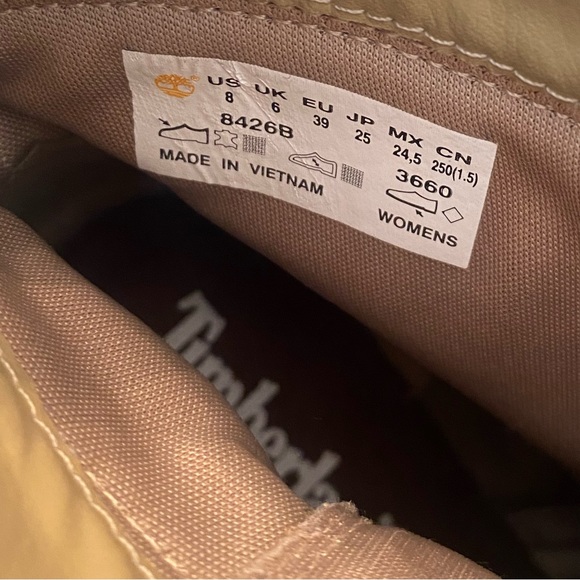 US UK EU JP MX CN
8 6 39 25 24,5 250(1.5)
8426B 3660
MADE IN VIETNAM WOMENS
Timberland